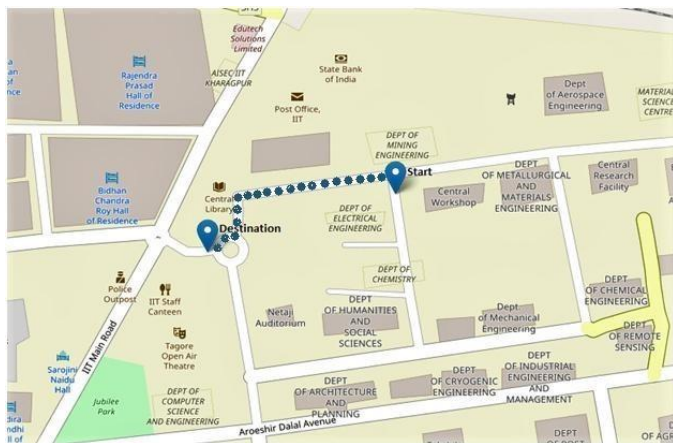 Edutech
Solutions
Limited
Rajendra
Prasad
Hall of
Residence
AISEC IIT
KHARAGPUR
State Bank
of India
Post Office,
IIT
Dept
of Aerospace
Engineering
MATERIAL
SCIENCE
CENTRE
DEPT OF
MINING
ENGINEERING
Start
Bidhan
Chandra
Roy Hall
of Residence
Central
Library
DEPT
OF METALLURGICAL
AND
MATERIALS
ENGINEERING
Central
Research
Facility
Central
Workshop
DEPT OF
ELECTRICAL
ENGINEERING
Destination
Police
Outpost
IIT Staff
Canteen
DEPT OF
CHEMISTRY
DEPT
OF CHEMICAL
ENGINEERING
Netaji
Auditorium
DEPT
OF HUMANITIES
AND
SOCIAL
SCIENCES
Dept
of Mechanical
Engineering
DEPT
OF REMOTE
SENSING
IIT Main Road
Tagore
Open Air
Theatre
Sarojini
Naidu
Hall
DEPT
OF ARCHITECTURE
AND
PLANNING
DEPT
OF CRYOGENIC
ENGINEERING
DEPT
OF INDUSTRIAL
ENGINEERING
AND
MANAGEMENT
Jubilee
Park
DEPT OF
COMPUTER
SCIENCE
AND ENGINEERING
Aroeshir Dalal Avenue